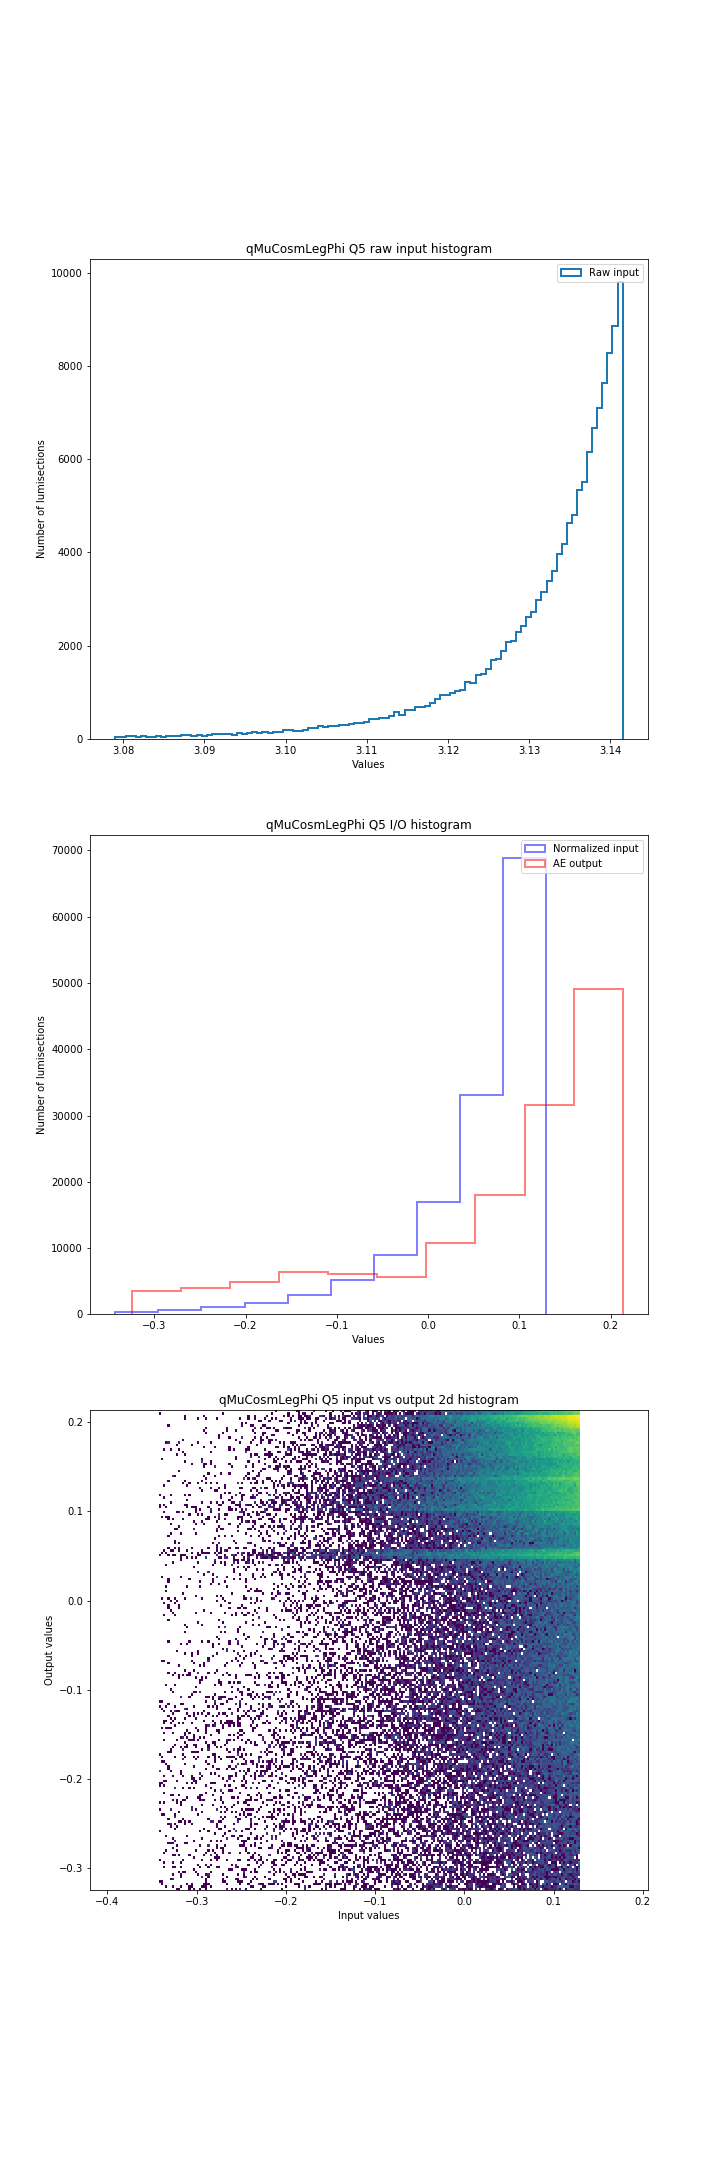 qMuCosmLegPhi Q5 raw input histogram
Raw input
10000
8000
6000
4000
2000
0
Number of lumisections
3.08 3.09 3.10 3.11 3.12 3.13 3.14
Values
qMuCosmLegPhi Q5 I/O histogram
Normalized input
AE output
70000
60000
50000
40000
30000
20000
10000
0
Number of lumisections
−0.3 −0.2 −0.1 0.0 0.1 0.2
Values
qMuCosmLegPhi Q5 input vs output 2d histogram
0.2
0.1
0.0
−0.1
−0.2
−0.3
Output values
−0.4 −0.3 −0.2 −0.1 0.0 0.1 0.2
Input values